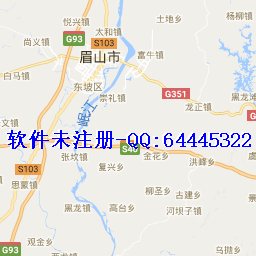 土地乡
杨柳镇
悦兴镇
太和镇
尚义镇
G93
S103
富牛镇
眉山市
白马镇
东坡区
崇礼镇
G351
黑龙滩
龙正镇
岷江
软件未注册-QQ:64445322
张坎镇
金花乡
复兴乡
洪峰乡
S103
思蒙镇
柳圣乡
古建乡
黑龙镇
高台乡
河坝子镇
观金乡
G93
乌抛乡